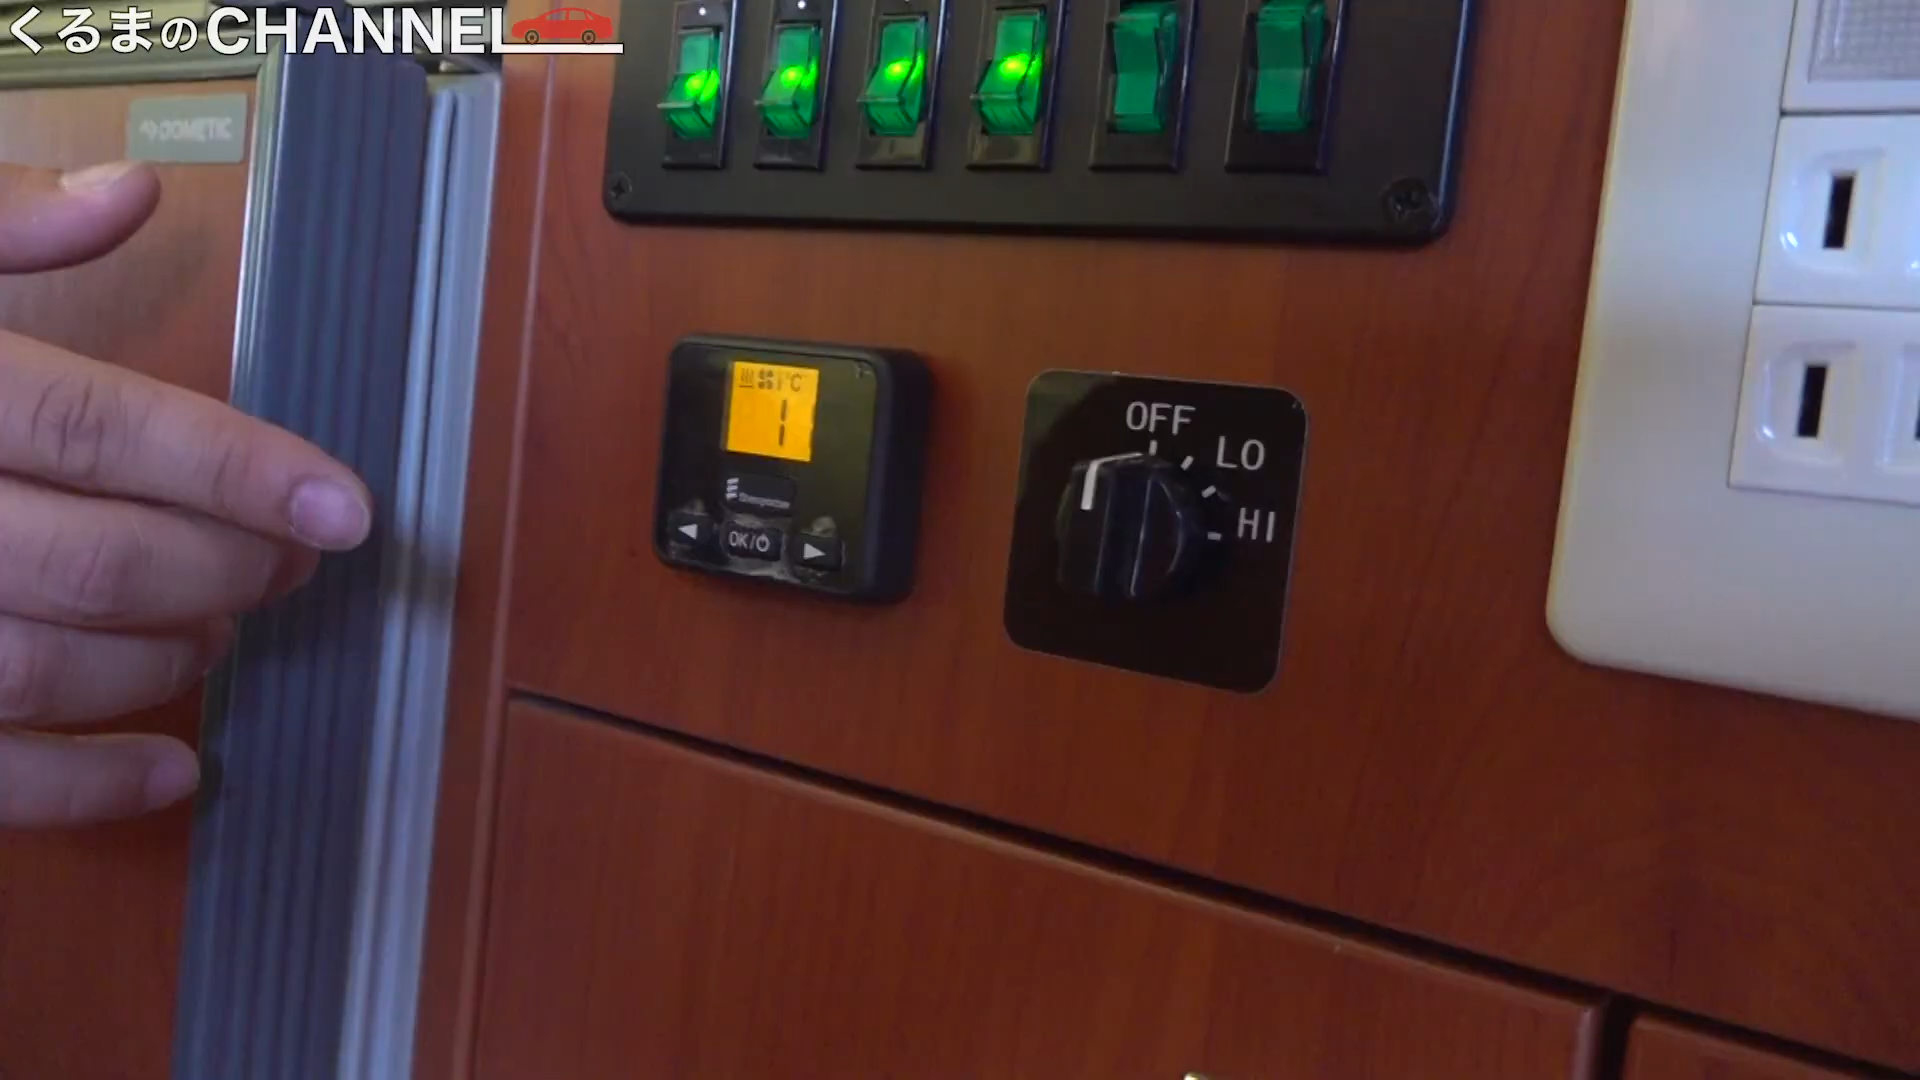 くるまのCHANNEL
DOMETIC
°C
1
OK/
OFF
LO
HI